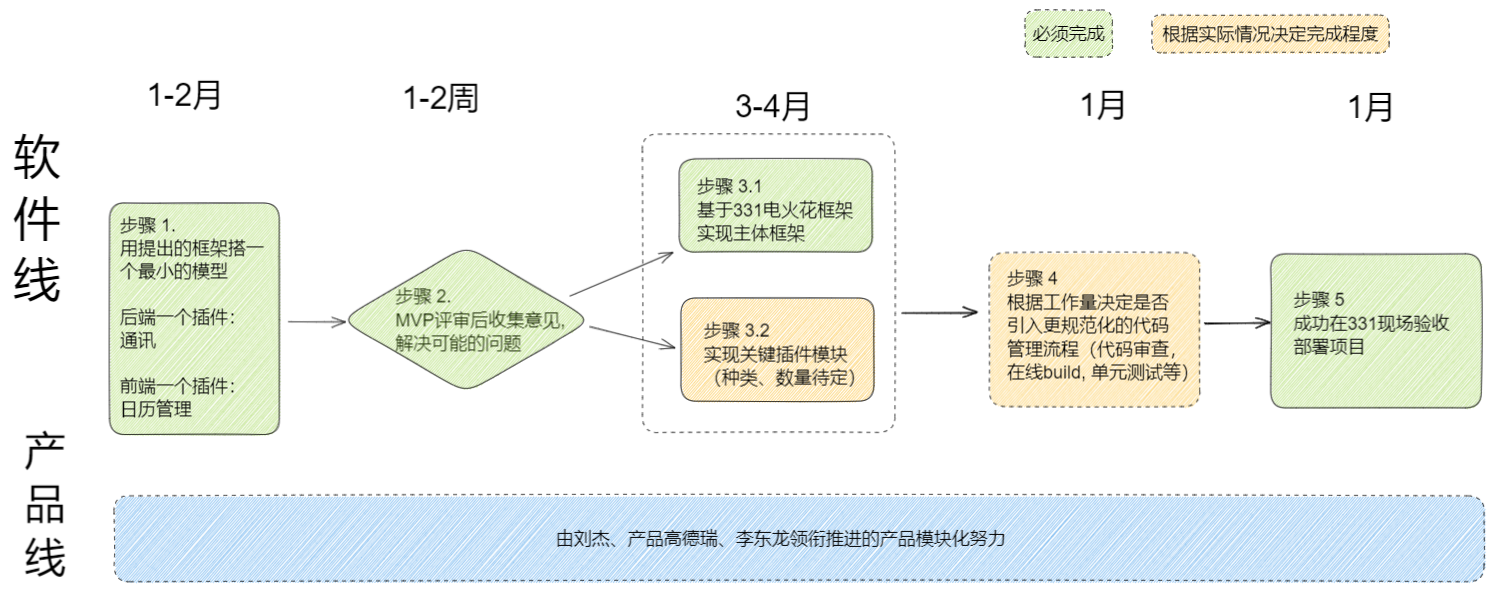 必须完成
根据实际情况决定完成程度
1-2月
1-2周
3-4月
1月
1月
软件线
步骤 1.
用提出的框架搭一
个最小的模型
后端一个插件：
通讯
前端一个插件：
日历管理
步骤 2.
MVP评审后收集意见,
解决可能的问题
步骤 3.1
基于331电火花框架
实现主体框架
步骤 3.2
实现关键插件模块
（种类、数量待定）
步骤 4
根据工作量决定是否
引入更规范化的代码
管理流程（代码审查，
在线build, 单元测试等）
步骤 5
成功在331现场验收
部署项目
产品线
由刘杰、产品高德瑞、李东龙领衔推进的产品模块化努力